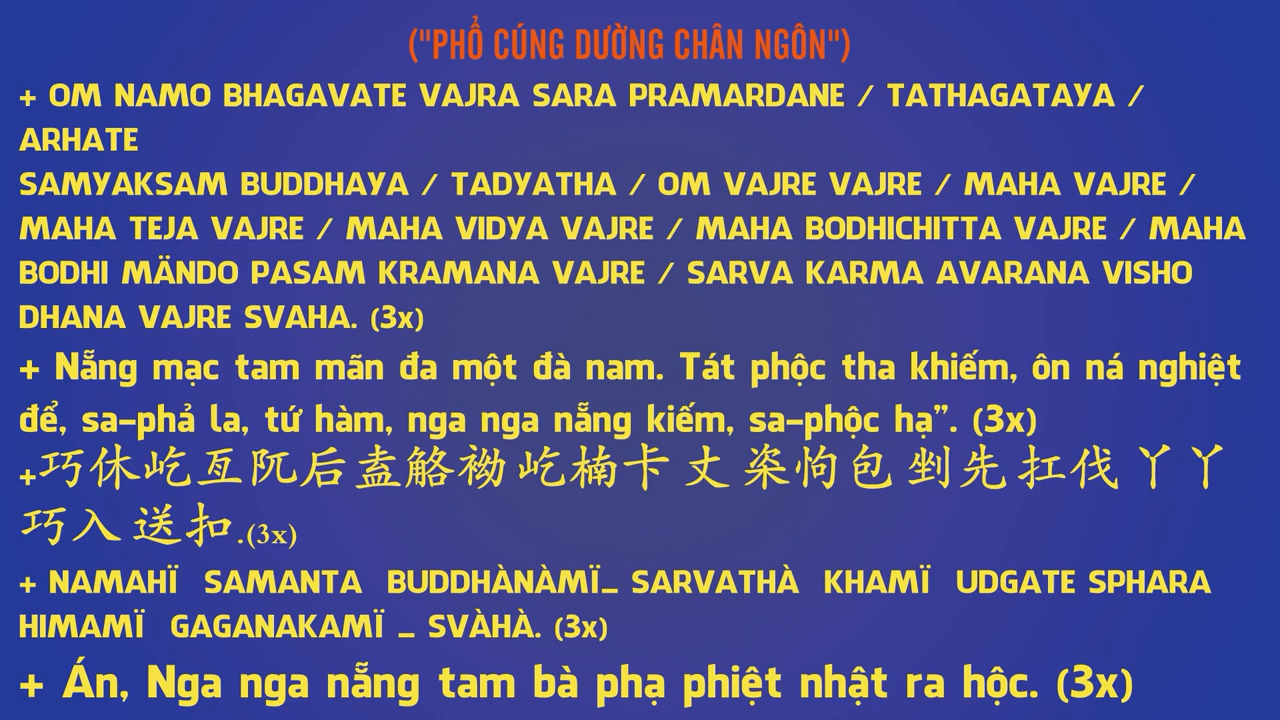 ("PHỔ CÚNG DƯỜNG CHÂN NGÔN")
+ OM NAMO BHAGAVATE VAJRA SARA PRAMARDANE / TATHAGATAYA /
ARHATE
SAMYAKSAM BUDDHAYA / TADYATHA / OM VAJRE VAJRE / MAHA VAJRE /
MAHA TEJA VAJRE / MAHA VIDYA VAJRE / MAHA BODHICHITTA VAJRE / MAHA
BODHI MÄNDO PASAM KRAMANA VAJRE / SARVA KARMA AVARANA VISHO
DHANA VAJRE SVAHA. (3x)
+ Nẵng mạc tam mãn đa một đà nam. Tát phộc tha khiếm, ôn ná nghiệt
để, sa-phả la, tứ hàm, nga nga nẵng kiếm, sa-phộc hạ”. (3x)
+巧休屹亙阢后盍觡袎屹楠卡丈栥怐包剉先扛伐丫丫
巧入送扣.(3x)
+ NAMAHÏ SAMANTA BUDDHÀNÀMÏ_ SARVATHÀ KHAMÏ UDGATE SPHARA
HIMAMÏ GAGANAKAMÏ _ SVÀHÀ. (3x)
+ Án, Nga nga nẵng tam bà phạ phiệt nhật ra hộc. (3x)